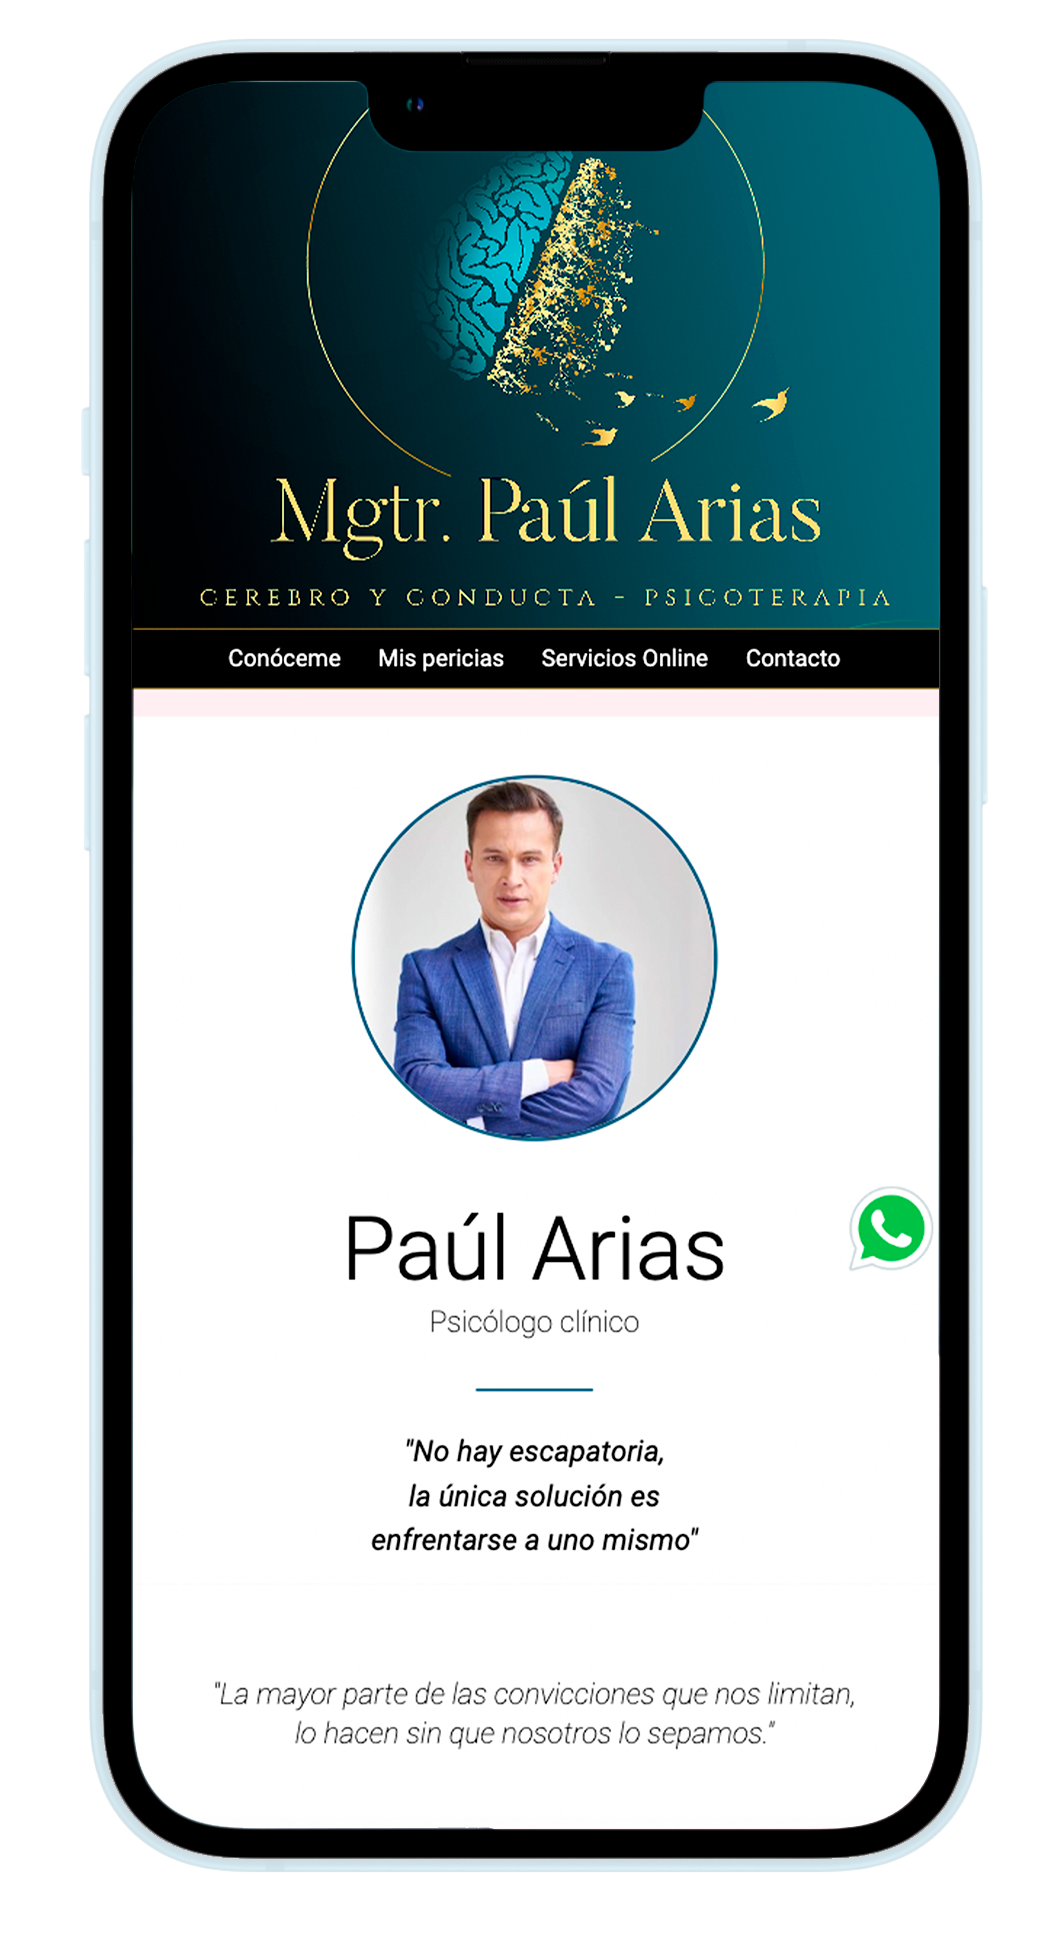 Mgtr. Paúl Arias
CEREBRO Y CONDUCTA - PSICOTERAPIA
Conóceme Mis pericias Servicios Online Contacto
Paúl Arias
Psicólogo clínico
"No hay escapatoria,
la única solución es
enfrentarse a uno mismo"
"La mayor parte de las convicciones que nos limitan,
lo hacen sin que nosotros lo sepamos."